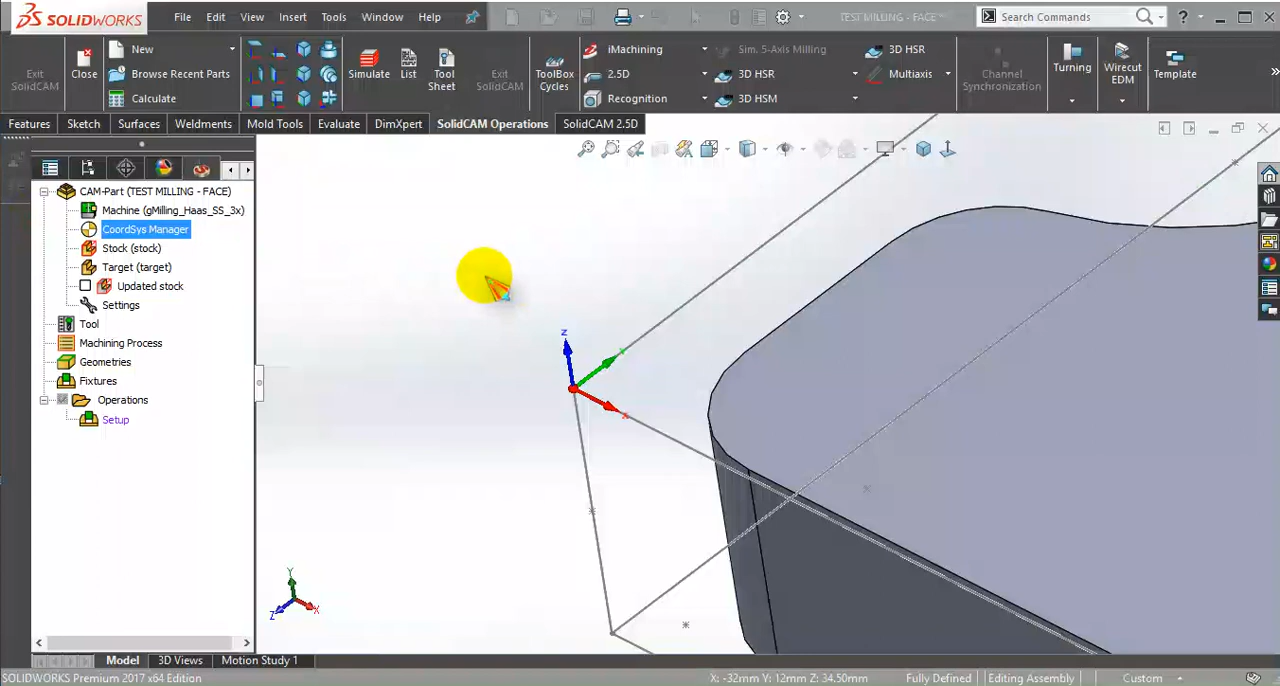 SOLIDWORKS File Edit View Insert Tools Window Help TEST MILLING - FACE Search Commands ?
Exit SolidCAM Close New Browse Recent Parts Calculate Simulate List Tool Sheet Exit SolidCAM ToolBox Cycles iMachining 2.5D Recognition Sim. 5-Axis Milling 3D HSR 3D HSM 3D HSR Multiaxis Channel Synchronization Turning Wirecut EDM Template
Features Sketch Surfaces Weldments Mold Tools Evaluate DimXpert SolidCAM Operations SolidCAM 2.5D
CAM-Part (TEST MILLING - FACE)
Machine (gMilling_Haas_SS_3x)
CoordSys Manager
Stock (stock)
Target (target)
Updated stock
Settings
Tool
Machining Process
Geometries
Fixtures
Operations
Setup
z
x
Y
Z X
Model 3D Views Motion Study 1
SOLIDWORKS Premium 2017 x64 Edition X: -32mm Y: 12mm Z: 34.50mm Fully Defined Editing Assembly Custom